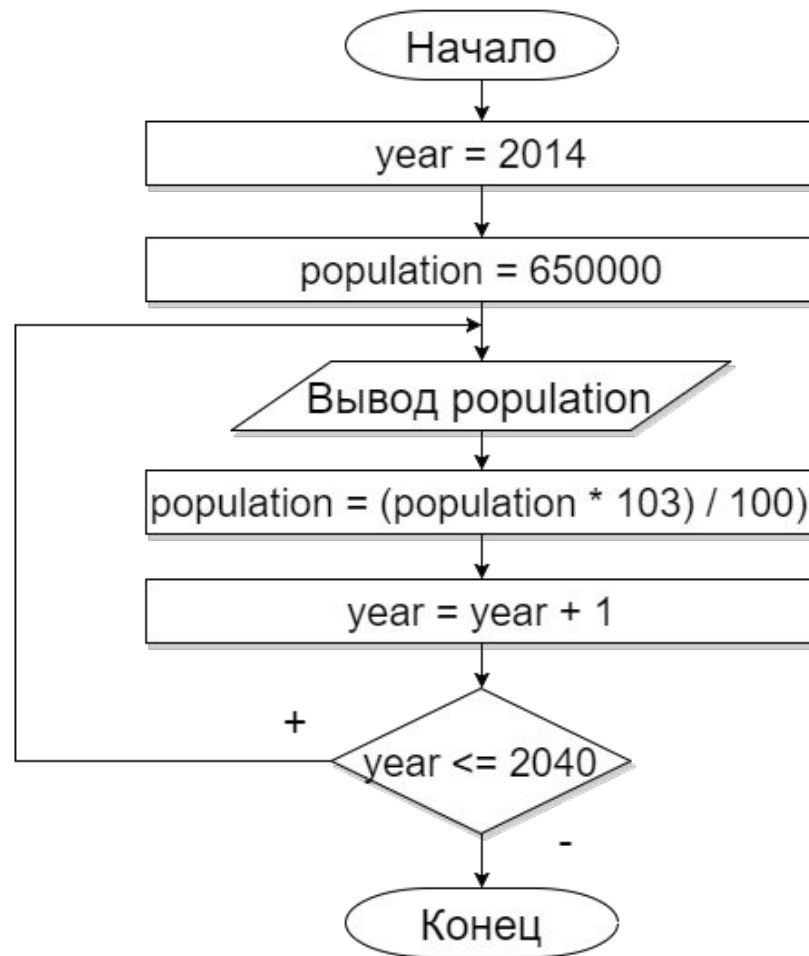 Начало
year = 2014
population = 650000
Вывод population
population = (population * 103) / 100)
year = year + 1
+
year <= 2040
-
Конец